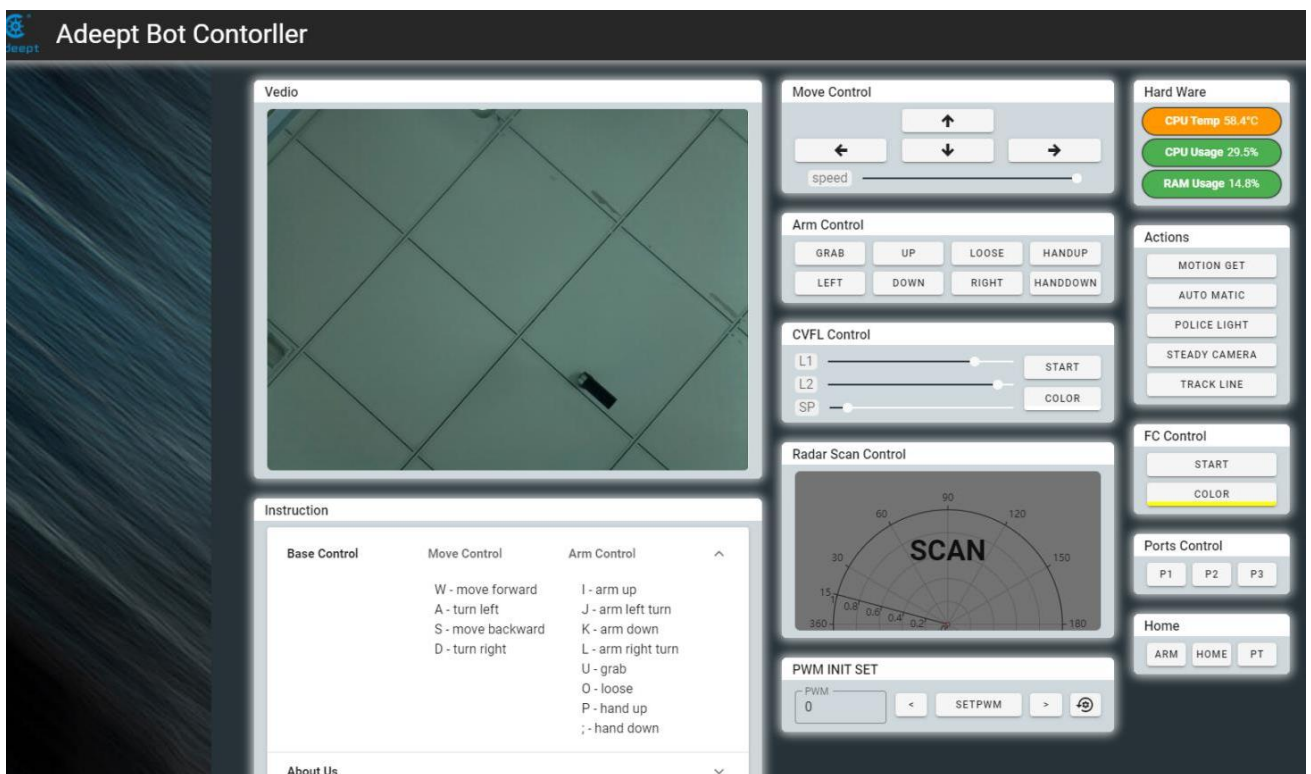 Adeept Bot Contorller
Vedio
Instruction
Base Control Move Control Arm Control
W - move forward I - arm up
A - turn left J - arm left turn
S - move backward K - arm down
D - turn right L - arm right turn
U - grab
O - loose
P - hand up
; - hand down
About Us
Move Control
speed
Arm Control
GRAB UP LOOSE HANDUP
LEFT DOWN RIGHT HANDDOWN
CVFL Control
L1
START
L2
COLOR
SP
Radar Scan Control
90
60 120
SCAN
30 150
15
1 0.8 0.6 0.4 0.2
360 180
PWM INIT SET
PWM
0 < SETPWM >
Hard Ware
CPU Temp 58.4°C
CPU Usage 29.5%
RAM Usage 14.8%
Actions
MOTION GET
AUTO MATIC
POLICE LIGHT
STEADY CAMERA
TRACK LINE
FC Control
START
COLOR
Ports Control
P1 P2 P3
Home
ARM HOME PT